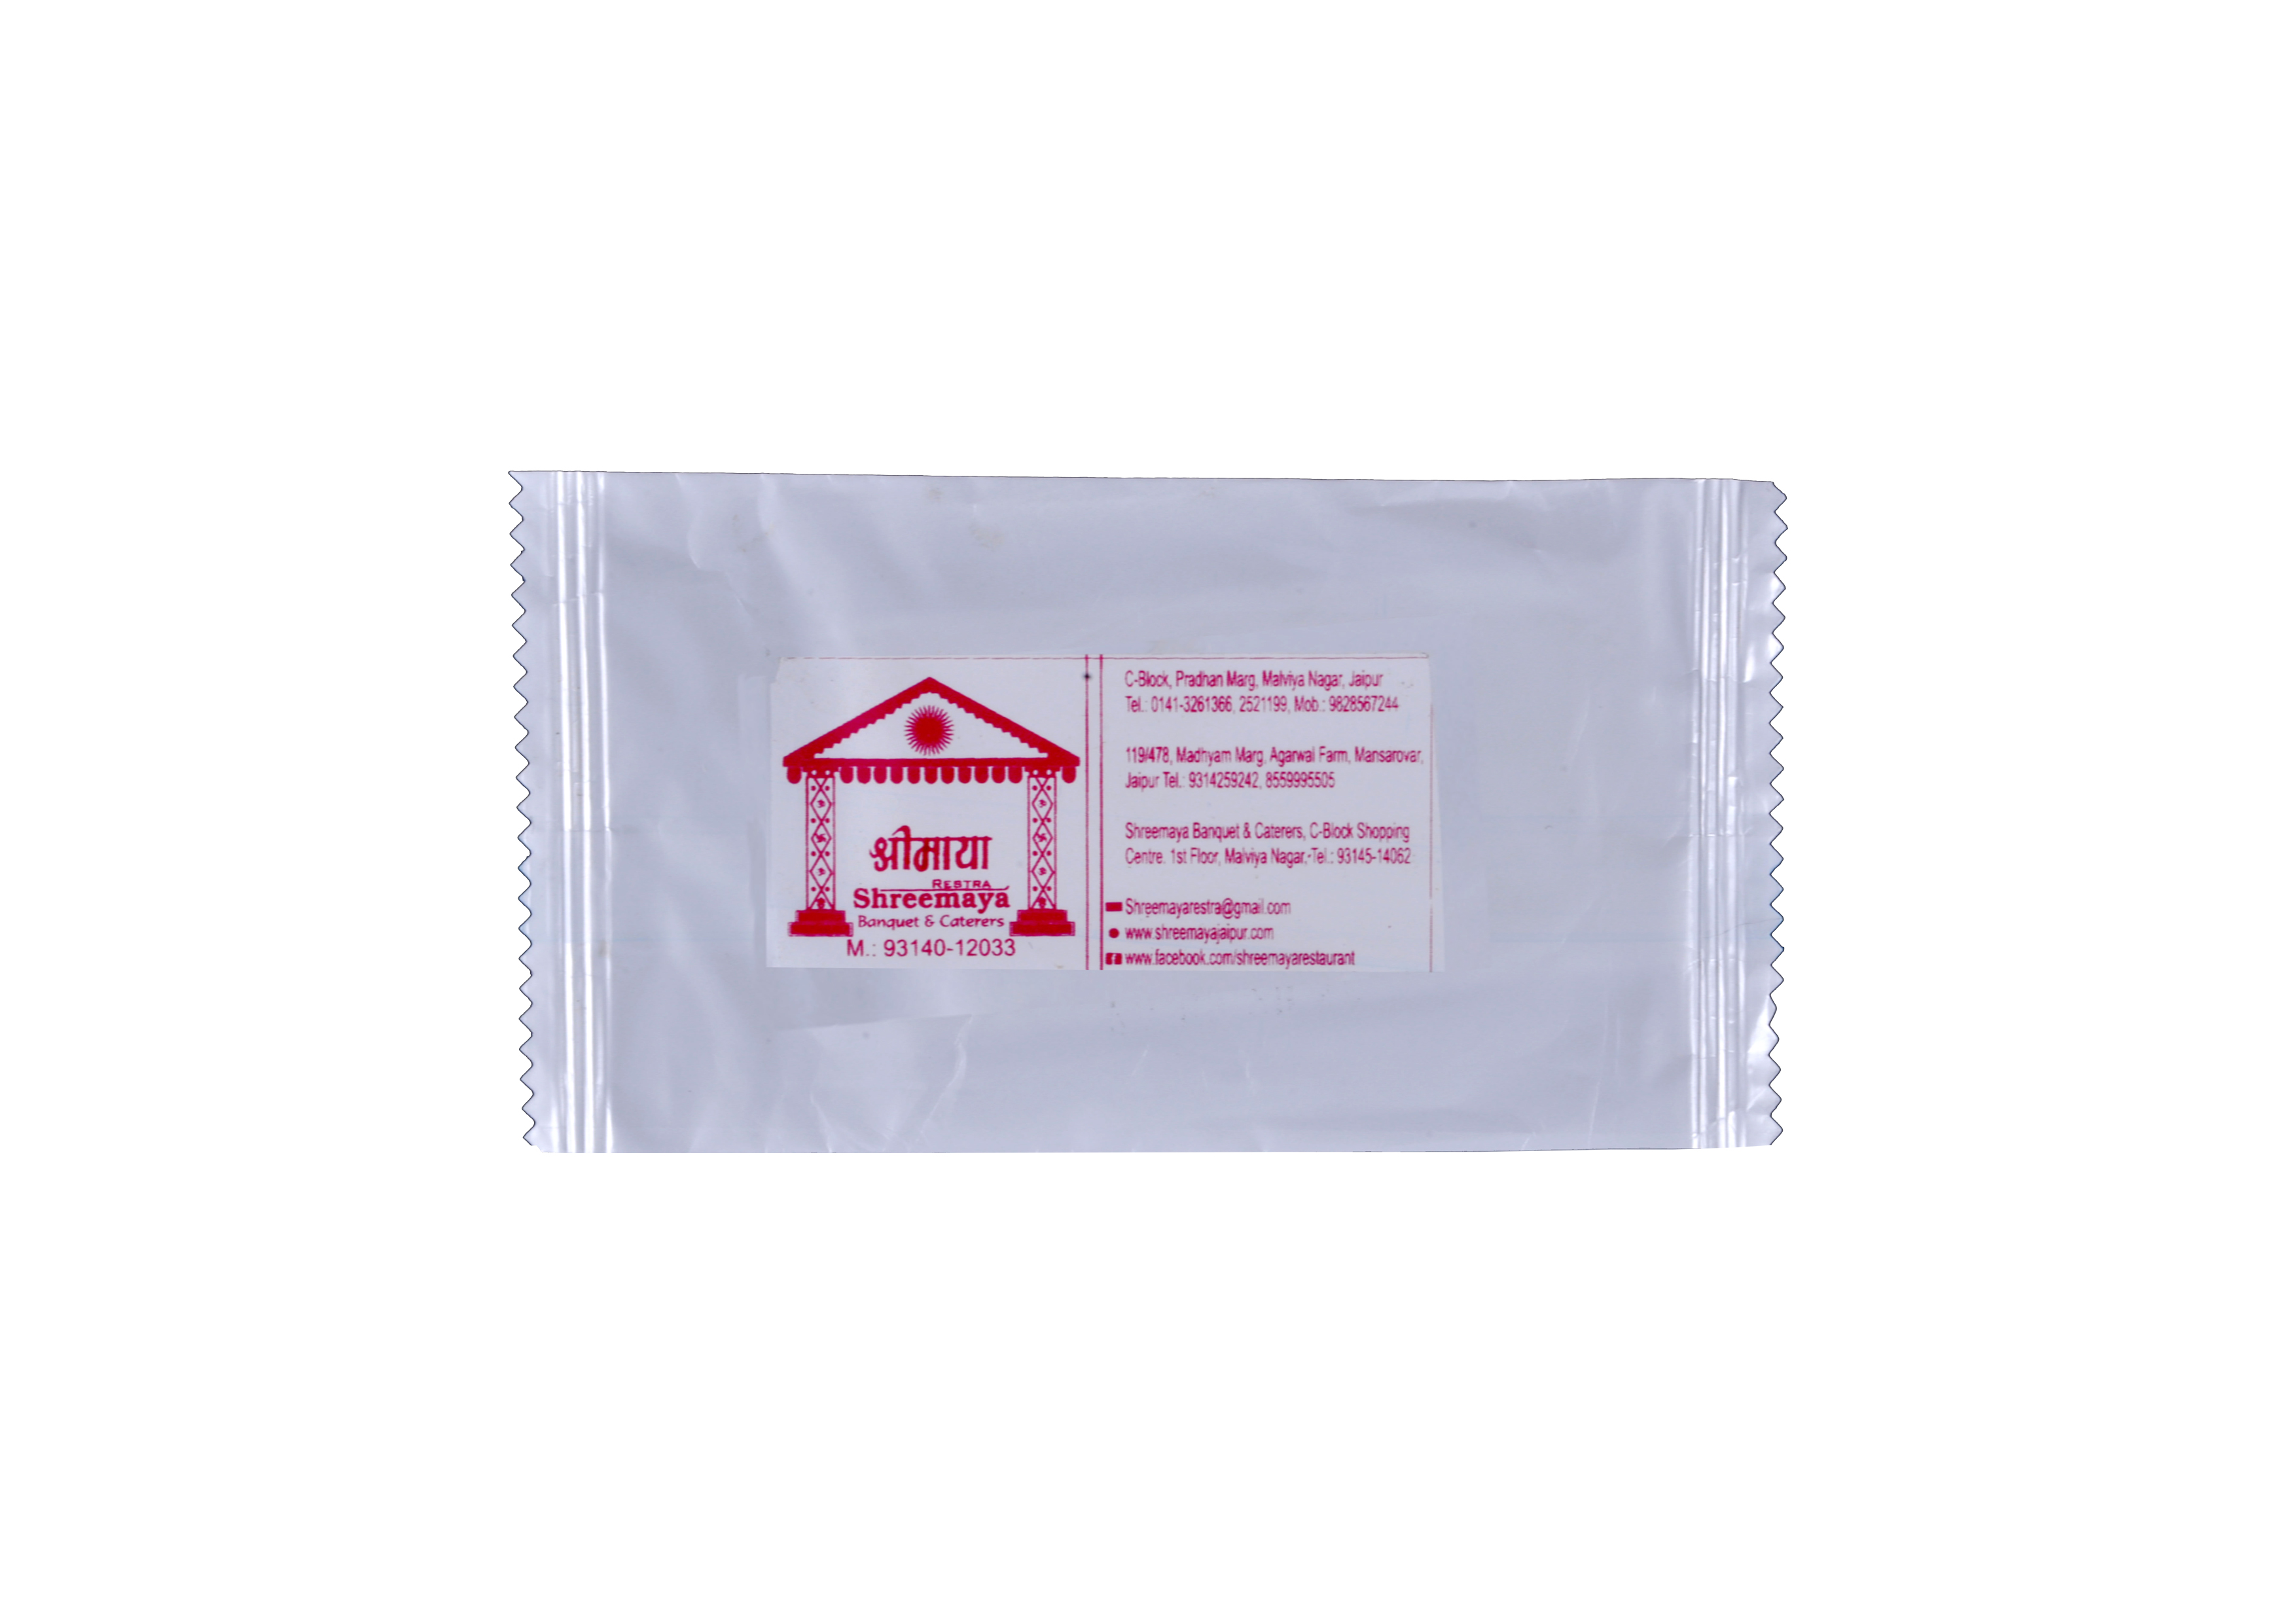 श्रीमाया
RESTRA
Shreemaya
Banquet & Caterers
M.: 93140-12033
C-Block, Pradhan Marg, Malviya Nagar, Jaipur
Tel.: 0141-3261366, 2521199, Mob.: 9828567244
119/478, Madhyam Marg, Agarwal Farm, Mansarovar,
Jaipur Tel.: 9314259242, 8559995505
Shreemaya Banquet & Caterers, C-Block Shopping
Centre. 1st Floor, Malviya Nagar,-Tel.: 93145-14062
Shreemayarestra@gmail.com
www.shreemayajaipur.com
www.facebook.com/shreemayarestaurant